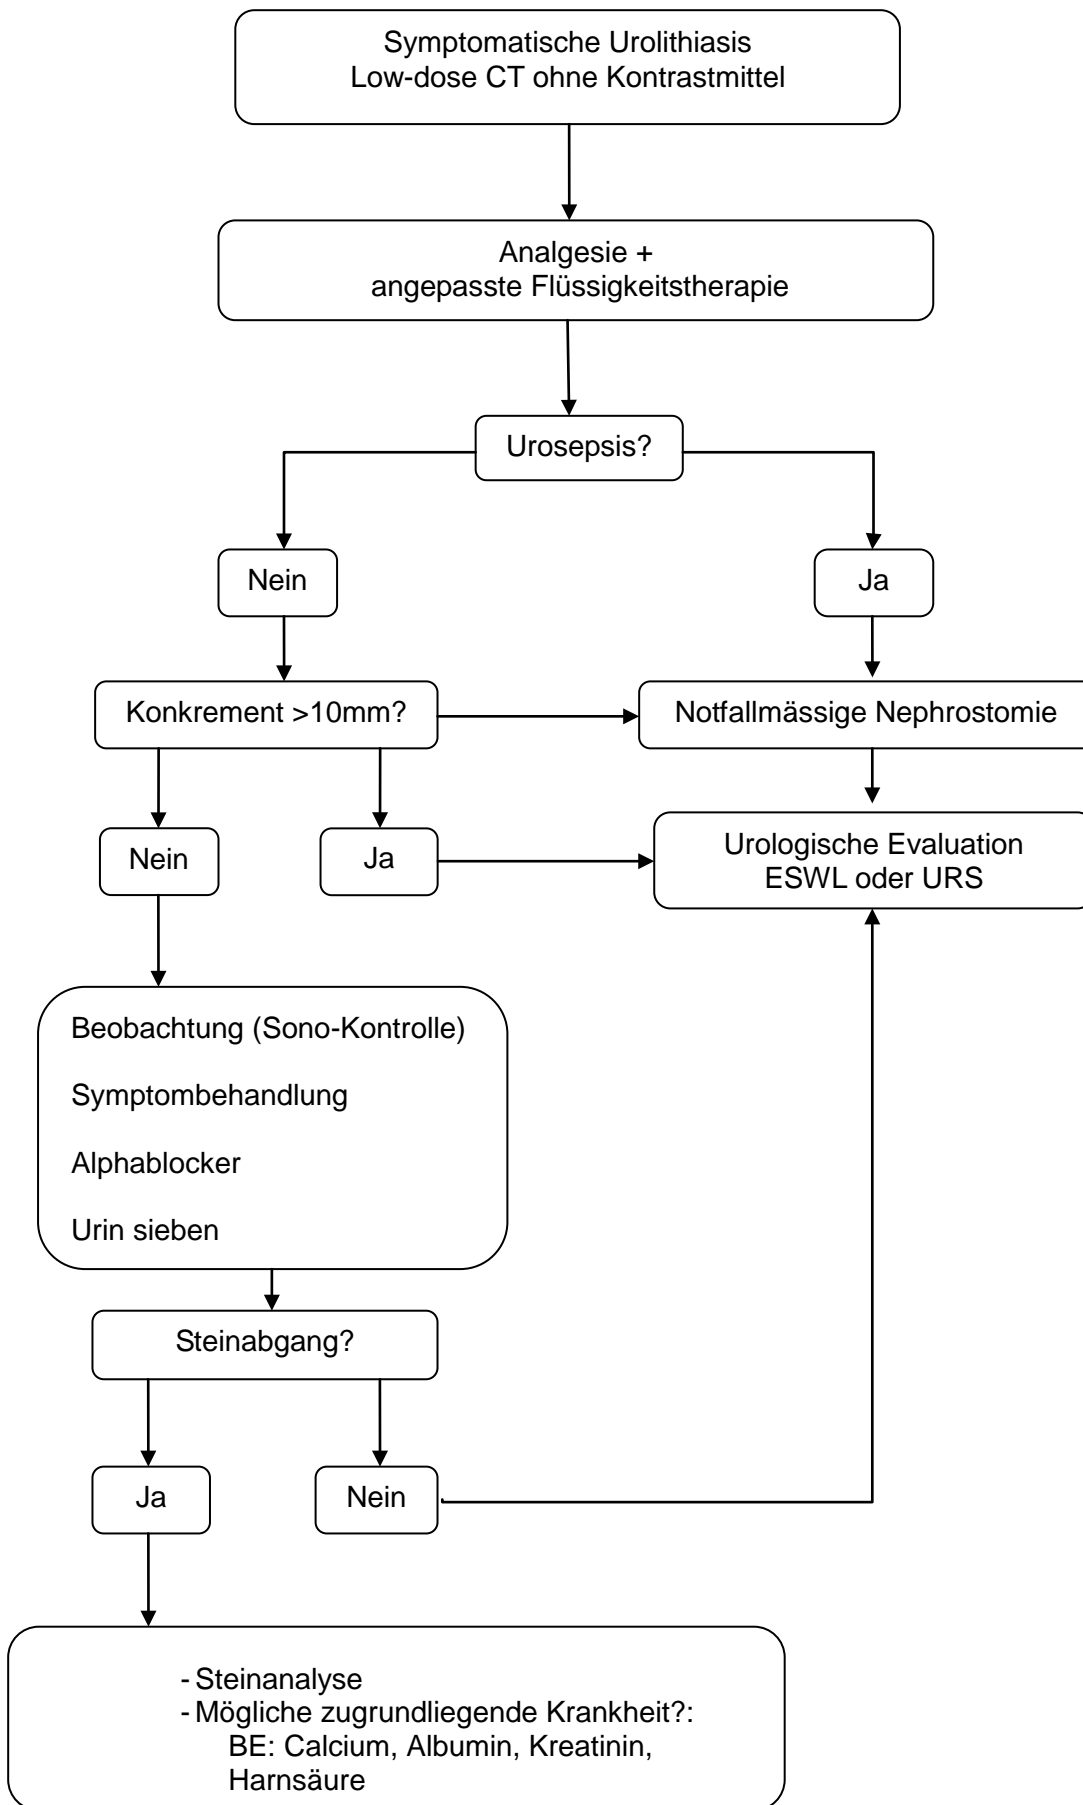 Symptomatische Urolithiasis
Low-dose CT ohne Kontrastmittel
Analgesie +
angepasste Flüssigkeitstherapie
Urosepsis?
Nein
Ja
Konkrement >10mm?
Notfallmässige Nephrostomie
Nein
Ja
Urologische Evaluation
ESWL oder URS
Beobachtung (Sono-Kontrolle)
Symptombehandlung
Alphablocker
Urin sieben
Steinabgang?
Ja
Nein
- Steinanalyse
- Mögliche zugrundliegende Krankheit?:
BE: Calcium, Albumin, Kreatinin,
Harnsäure